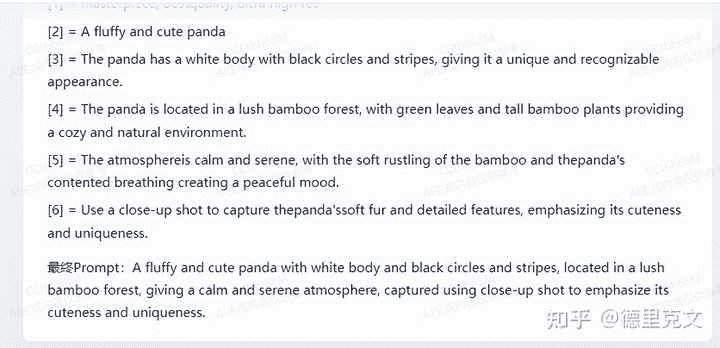 [1] = masterpiece, bestquality, ultra high res
[2] = A fluffy and cute panda
[3] = The panda has a white body with black circles and stripes, giving it a unique and recognizable
appearance.
[4] = The panda is located in a lush bamboo forest, with green leaves and tall bamboo plants providing
a cozy and natural environment.
[5] = The atmosphereis calm and serene, with the soft rustling of the bamboo and thepanda's
contented breathing creating a peaceful mood.
[6] = Use a close-up shot to capture thepanda'ssoft fur and detailed features, emphasizing its cuteness
and uniqueness.
最终Prompt：A fluffy and cute panda with white body and black circles and stripes, located in a lush
bamboo forest, giving a calm and serene atmosphere, captured using close-up shot to emphasize its
cuteness and uniqueness.
知乎 @德里克文